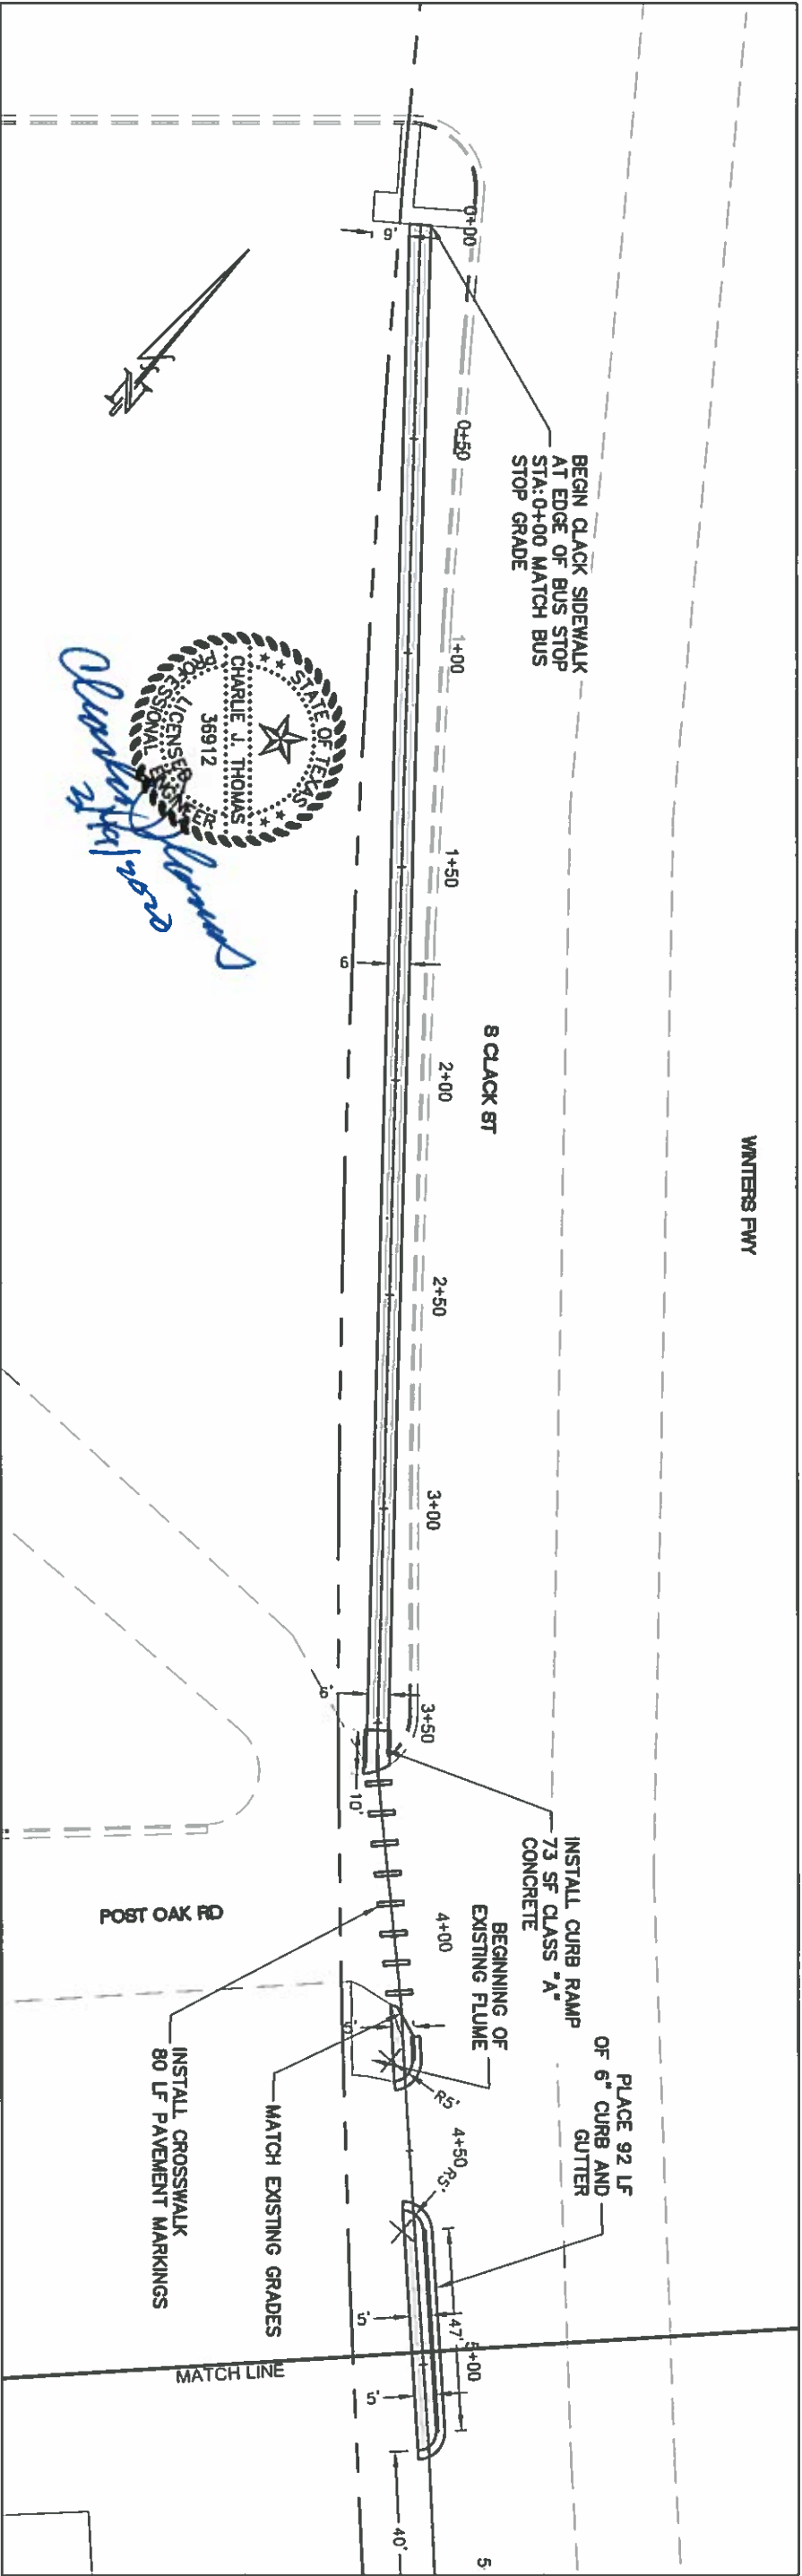 WINTERS FWY
S CLACK ST
BEGIN CLACK SIDEWALK
AT EDGE OF BUS STOP
STA: 0+00 MATCH BUS
STOP GRADE
0+00
0+50
1+00
1+50
2+00
2+50
3+00
3+50
4+00
4+50
5+00
5
6'
6
6'
10'
INSTALL CURB RAMP
73 SF CLASS "A"
CONCRETE
PLACE 92 LF
OF 6" CURB AND
GUTTER
BEGINNING OF
EXISTING FLUME
5'
R5'
R5'
47'
5'
5'
40'
POST OAK RD
INSTALL CROSSWALK
80 LF PAVEMENT MARKINGS
MATCH EXISTING GRADES
MATCH LINE
N
STATE OF TEXAS
CHARLIE J. THOMAS
36912
LICENSED
PROFESSIONAL ENGINEER